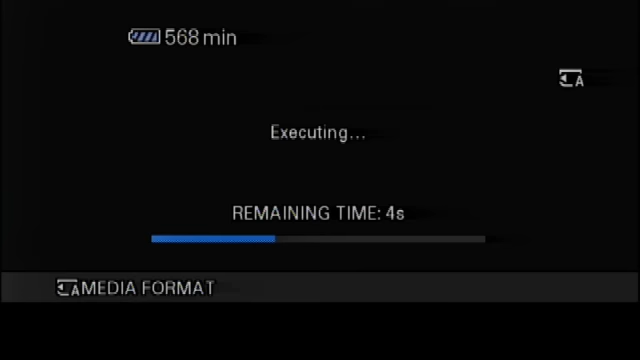 568 min
A
Executing...
REMAINING TIME: 4s
A MEDIA FORMAT